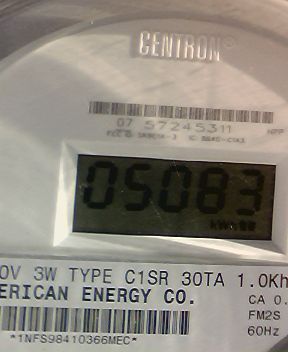 CENTRON®
07 57245311
05083
0V 3W TYPE C1SR 30TA 1.0Kh
ERICAN ENERGY CO.
CA 0.
FM2S
60Hz
*1NFS98410366MEC*